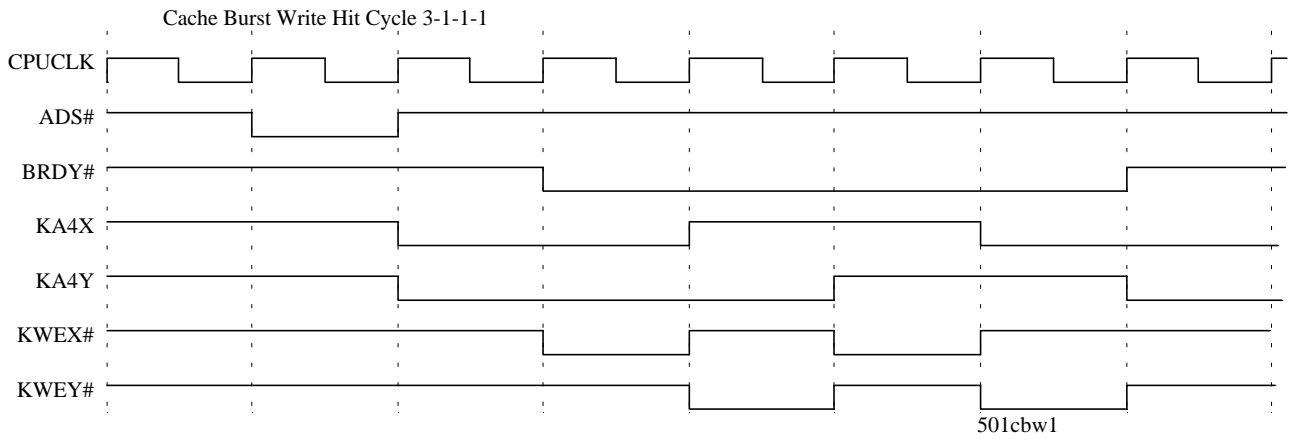 Cache Burst Write Hit Cycle 3-1-1-1
CPUCLK
ADS#
BRDY#
KA4X
KA4Y
KWEX#
KWEY#
501cbw1